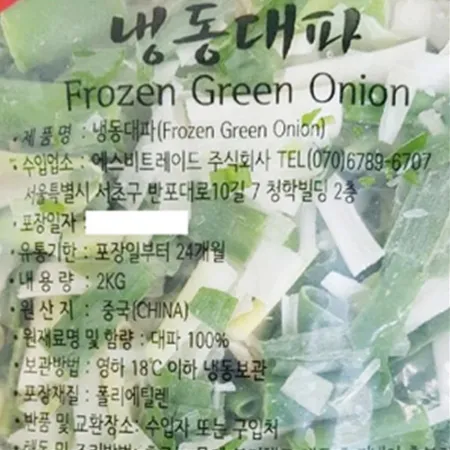 냉동대파
Frozen Green Onion
· 제 품 명 : 냉동대파(Frozen Green Onion)
· 수입업소 : 에스비트레이드 주식회사 TEL(070)6789-6707
서울특별시 서초구 반포대로10길 7 청학빌딩 2층
· 포장일자 :
· 유통기한 : 포장일부터 24개월
· 내 용 량 : 2KG
· 원 산 지 : 중국(CHINA)
· 원재료명 및 함량 : 대파 100%
· 보관방법 : 영하 18℃ 이하 냉동보관
· 포장재질 : 폴리에틸렌
· 반품 및 교환장소: 수입자 또는 구입처